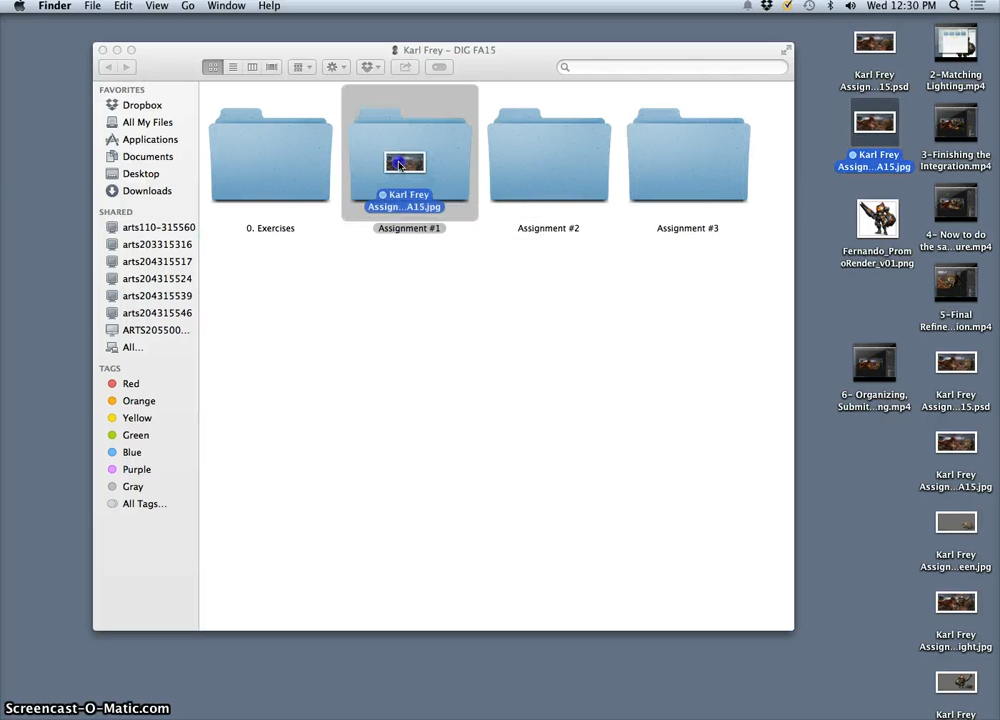 Finder File Edit View Go Window Help
Wed 12:30 PM
Karl Frey - DIG FA15
FAVORITES
Dropbox
All My Files
Applications
Documents
Desktop
Downloads
SHARED
arts110-315560
arts203315316
arts204315517
arts204315524
arts204315539
arts204315546
ARTS205500...
All...
TAGS
Red
Orange
Yellow
Green
Blue
Purple
Gray
All Tags...
Karl Frey
Assign...A15.jpg
0. Exercises
Assignment #1
Assignment #2
Assignment #3
Karl Frey
Assign...15.psd
Karl Frey
Assign...A15.jpg
Fernando_Prom
oRender_v01.png
6- Organizing,
Submit...ng.mp4
2-Matching
Lighting.mp4
3-Finishing the
Integration.mp4
4- Now to do
the sa...ure.mp4
5-Final
Refine...ion.mp4
Karl Frey
Assign...15.psd
Karl Frey
Assign...A15.jpg
Karl Frey
Assign...een.jpg
Karl Frey
Assign...ight.jpg
Karl Frey
Screencast-O-Matic.com